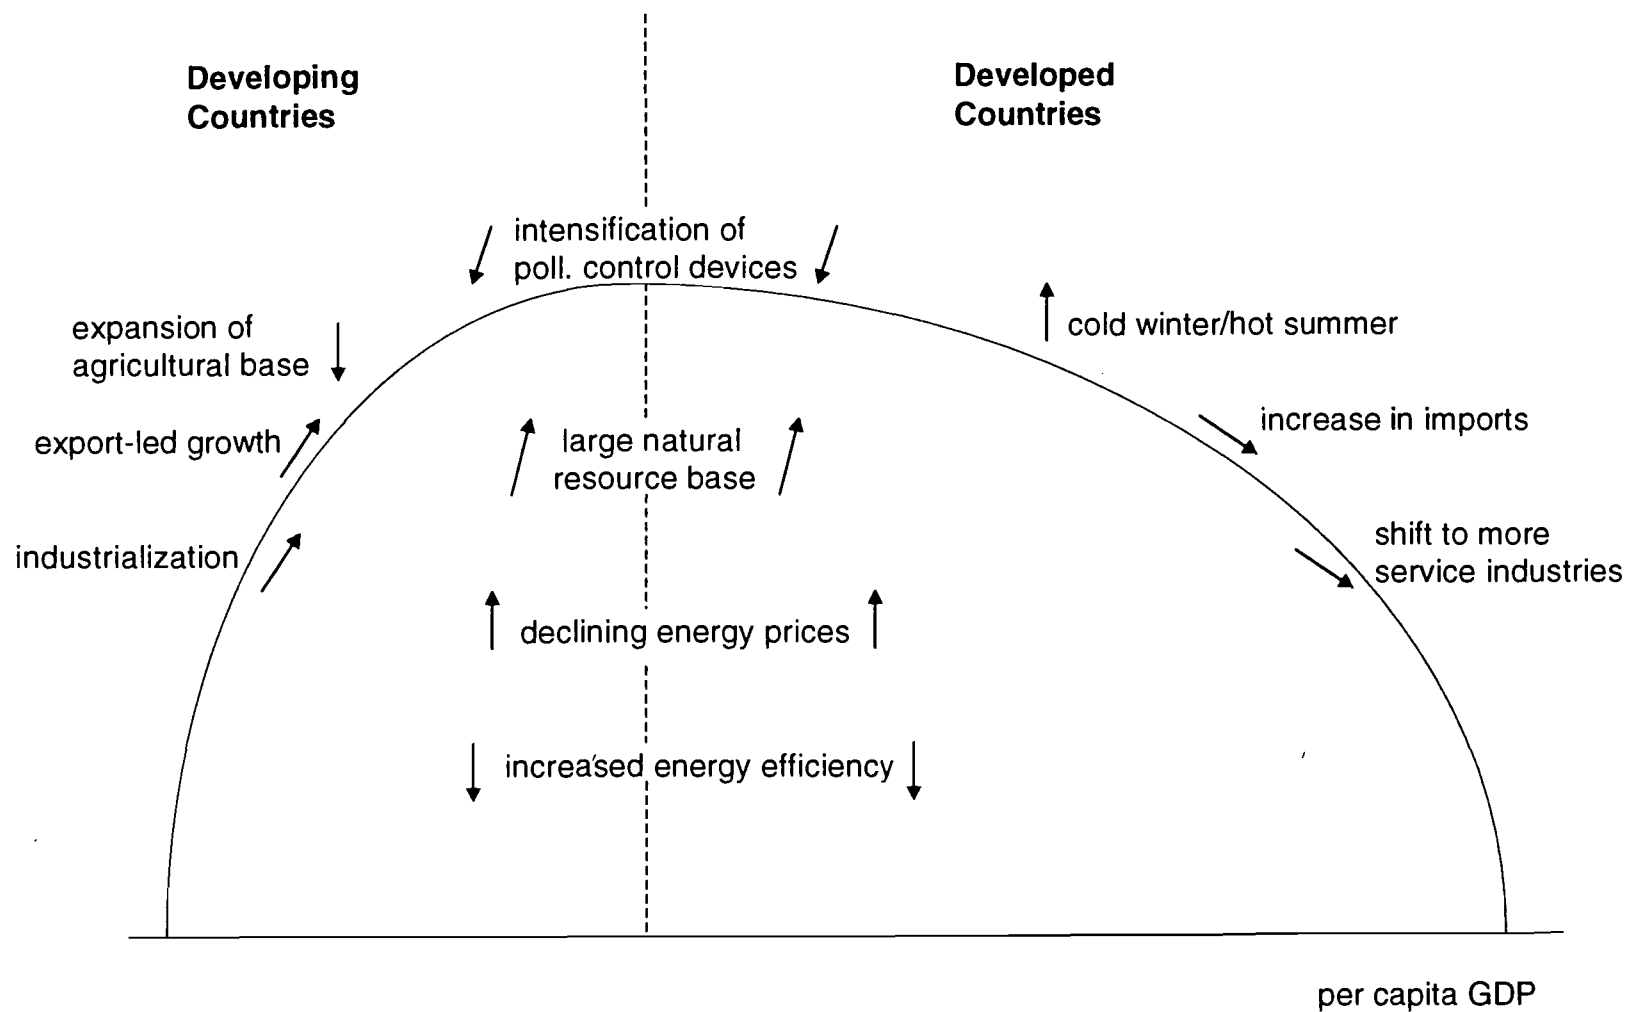 Developing
Countries
Developed
Countries
intensification of
poll. control devices
expansion of
agricultural base
cold winter/hot summer
export-led growth
large natural
resource base
increase in imports
industrialization
shift to more
service industries
declining energy prices
increased energy efficiency
per capita GDP